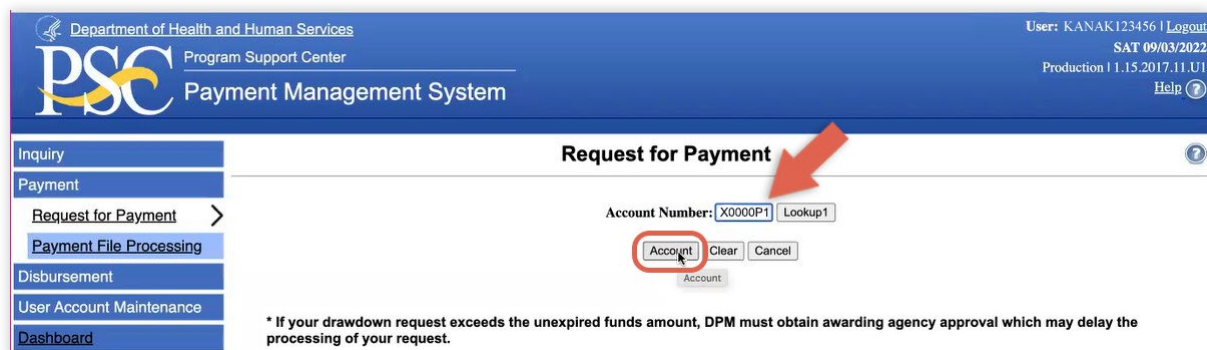 Department of Health and Human Services
User: KANAK123456 | Logout
PSC
Program Support Center
SAT 09/03/2022
Production | 1.15.2017.11.U1
Payment Management System
Help ?
Inquiry
Request for Payment
?
Payment
Request for Payment
Account Number: X0000P1 Lookup1
Payment File Processing
Account Clear Cancel
Disbursement
Account
User Account Maintenance
Dashboard
* If your drawdown request exceeds the unexpired funds amount, DPM must obtain awarding agency approval which may delay the
processing of your request.